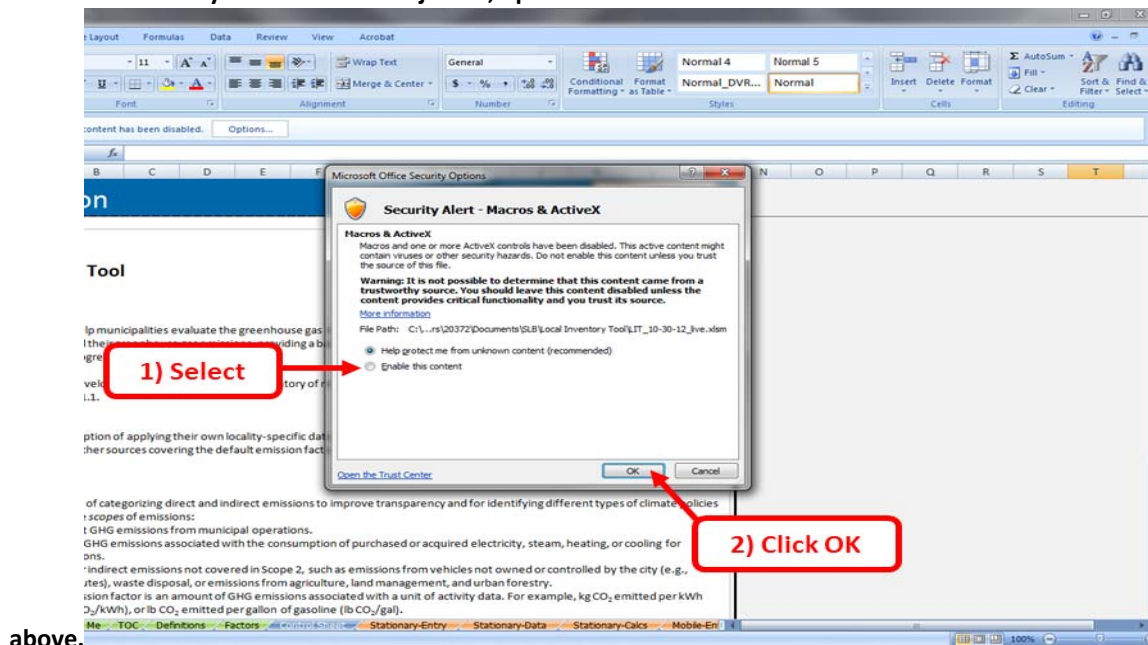 e Layout Formulas Data Review View Acrobat
11 Wrap Text General Normal 4 Normal 5 Σ AutoSum
Fill
Merge & Center $ % , Conditional Formatting Format as Table Normal_DVR... Normal Insert Delete Format Clear Sort & Filter Find & Select
Font Alignment Number Styles Cells Editing
content has been disabled. Options...
fx
B C D E F N O P Q R S T
on
Microsoft Office Security Options
Security Alert - Macros & ActiveX
Macros & ActiveX
Macros and one or more ActiveX controls have been disabled. This active content might
contain viruses or other security hazards. Do not enable this content unless you trust
the source of this file.
Warning: It is not possible to determine that this content came from a
trustworthy source. You should leave this content disabled unless the
content provides critical functionality and you trust its source.
More information
File Path: C:\...rs\20372\Documents\SLB\Local Inventory Tool\LIT_10-30-12_live.xlsm
Help protect me from unknown content (recommended)
Enable this content
Open the Trust Center OK Cancel
1) Select
2) Click OK
Tool
lp municipalities evaluate the greenhouse gas
providing a b
ogre
velo tory of
1.1.
ption of applying their own locality-specific dat
ther sources covering the default emission fact
of categorizing direct and indirect emissions to improve transparency and for identifying different types of climate policies
scopes of emissions:
t GHG emissions from municipal operations.
GHG emissions associated with the consumption of purchased or acquired electricity, steam, heating, or cooling for
ons.
r indirect emissions not covered in Scope 2, such as emissions from vehicles not owned or controlled by the city (e.g.,
utes), waste disposal, or emissions from agriculture, land management, and urban forestry.
ssion factor is an amount of GHG emissions associated with a unit of activity data. For example, kg CO₂ emitted per kWh
O₂/kWh), or lb CO₂ emitted per gallon of gasoline (lb CO₂/gal).
Me TOC Definitions Factors Control Sheet Stationary-Entry Stationary-Data Stationary-Calcs Mobile-En
100%
above.